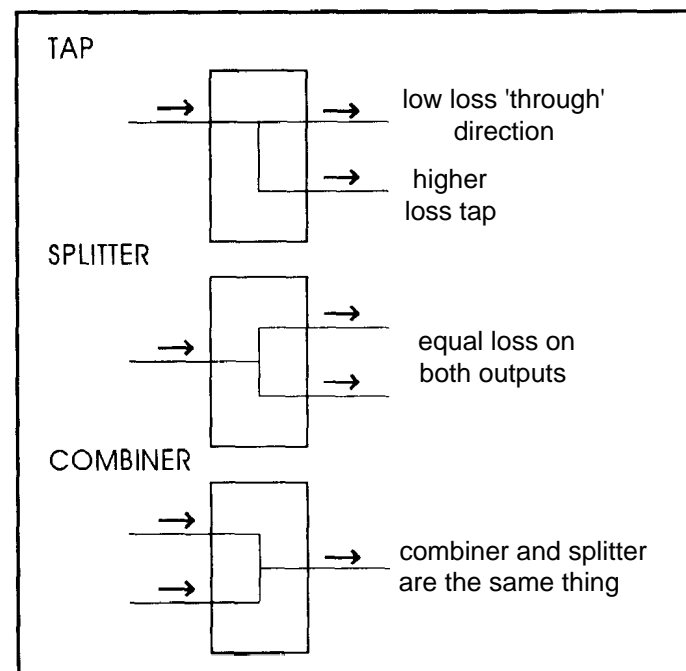 TAP
low loss 'through'
direction
higher
loss tap
SPLITTER
equal loss on
both outputs
COMBINER
combiner and splitter
are the same thing